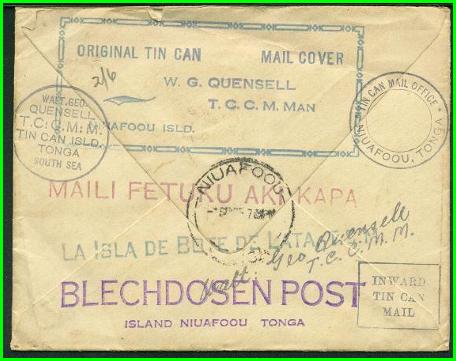 ORIGINAL TIN CAN MAIL COVER
2/6
W. G. QUENSELL
T. C. C. M. MAN
NIUAFOOU ISLD.
WALT. GEO.
QUENSELL
T.C.C.M.M.
TIN CAN ISLD.
TONGA
SOUTH SEA
TIN CAN MAIL OFFICE
NIUAFOOU, TONGA
NIUAFOOU
MAILI FETUKU AKI KAPA
LA ISLA DE BOTE DE LATA
Walt. Geo Quensell
T. C. C. M. M.
BLECHDOSEN POST
ISLAND NIUAFOOU TONGA
INWARD
TIN CAN
MAIL